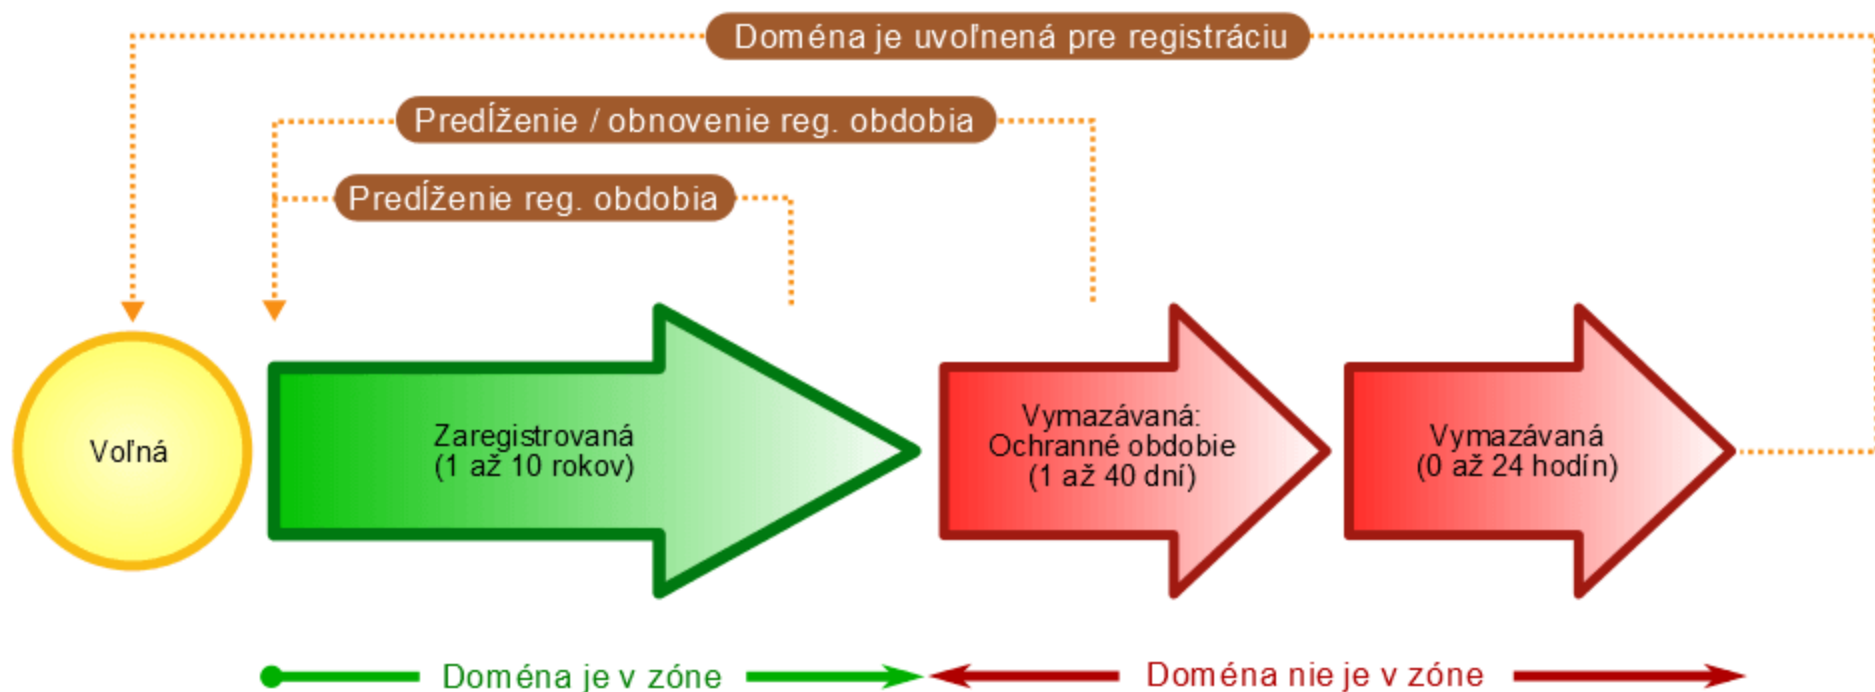 Doména je uvoľnená pre registráciu
Predĺženie / obnovenie reg. obdobia
Predĺženie reg. obdobia
Voľná
Zaregistrovaná
(1 až 10 rokov)
Vymazávaná:
Ochranné obdobie
(1 až 40 dní)
Vymazávaná
(0 až 24 hodín)
Doména je v zóne
Doména nie je v zóne